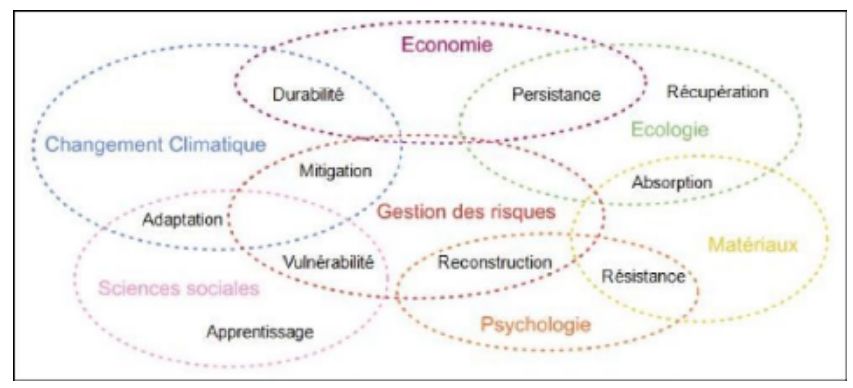 Economie
Durabilité
Persistance
Récupération
Ecologie
Changement Climatique
Mitigation
Absorption
Adaptation
Gestion des risques
Matériaux
Vulnérabilité
Reconstruction
Résistance
Sciences sociales
Psychologie
Apprentissage